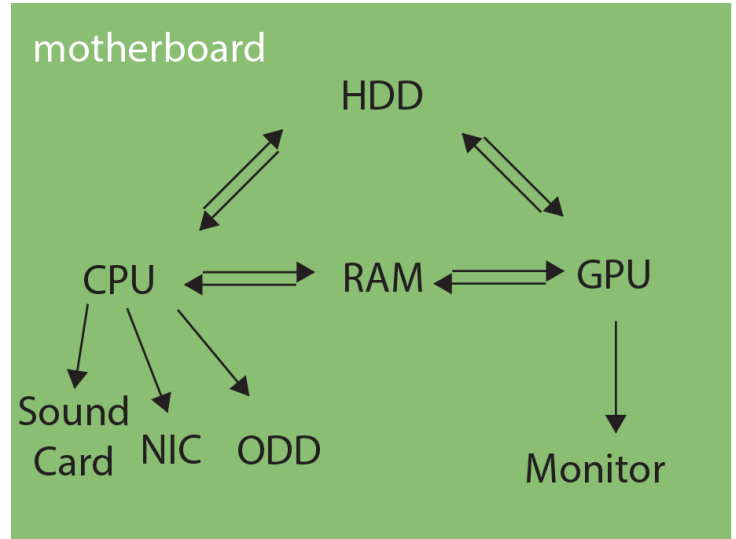 motherboard
HDD
CPU
RAM
GPU
Sound
Card
NIC
ODD
Monitor